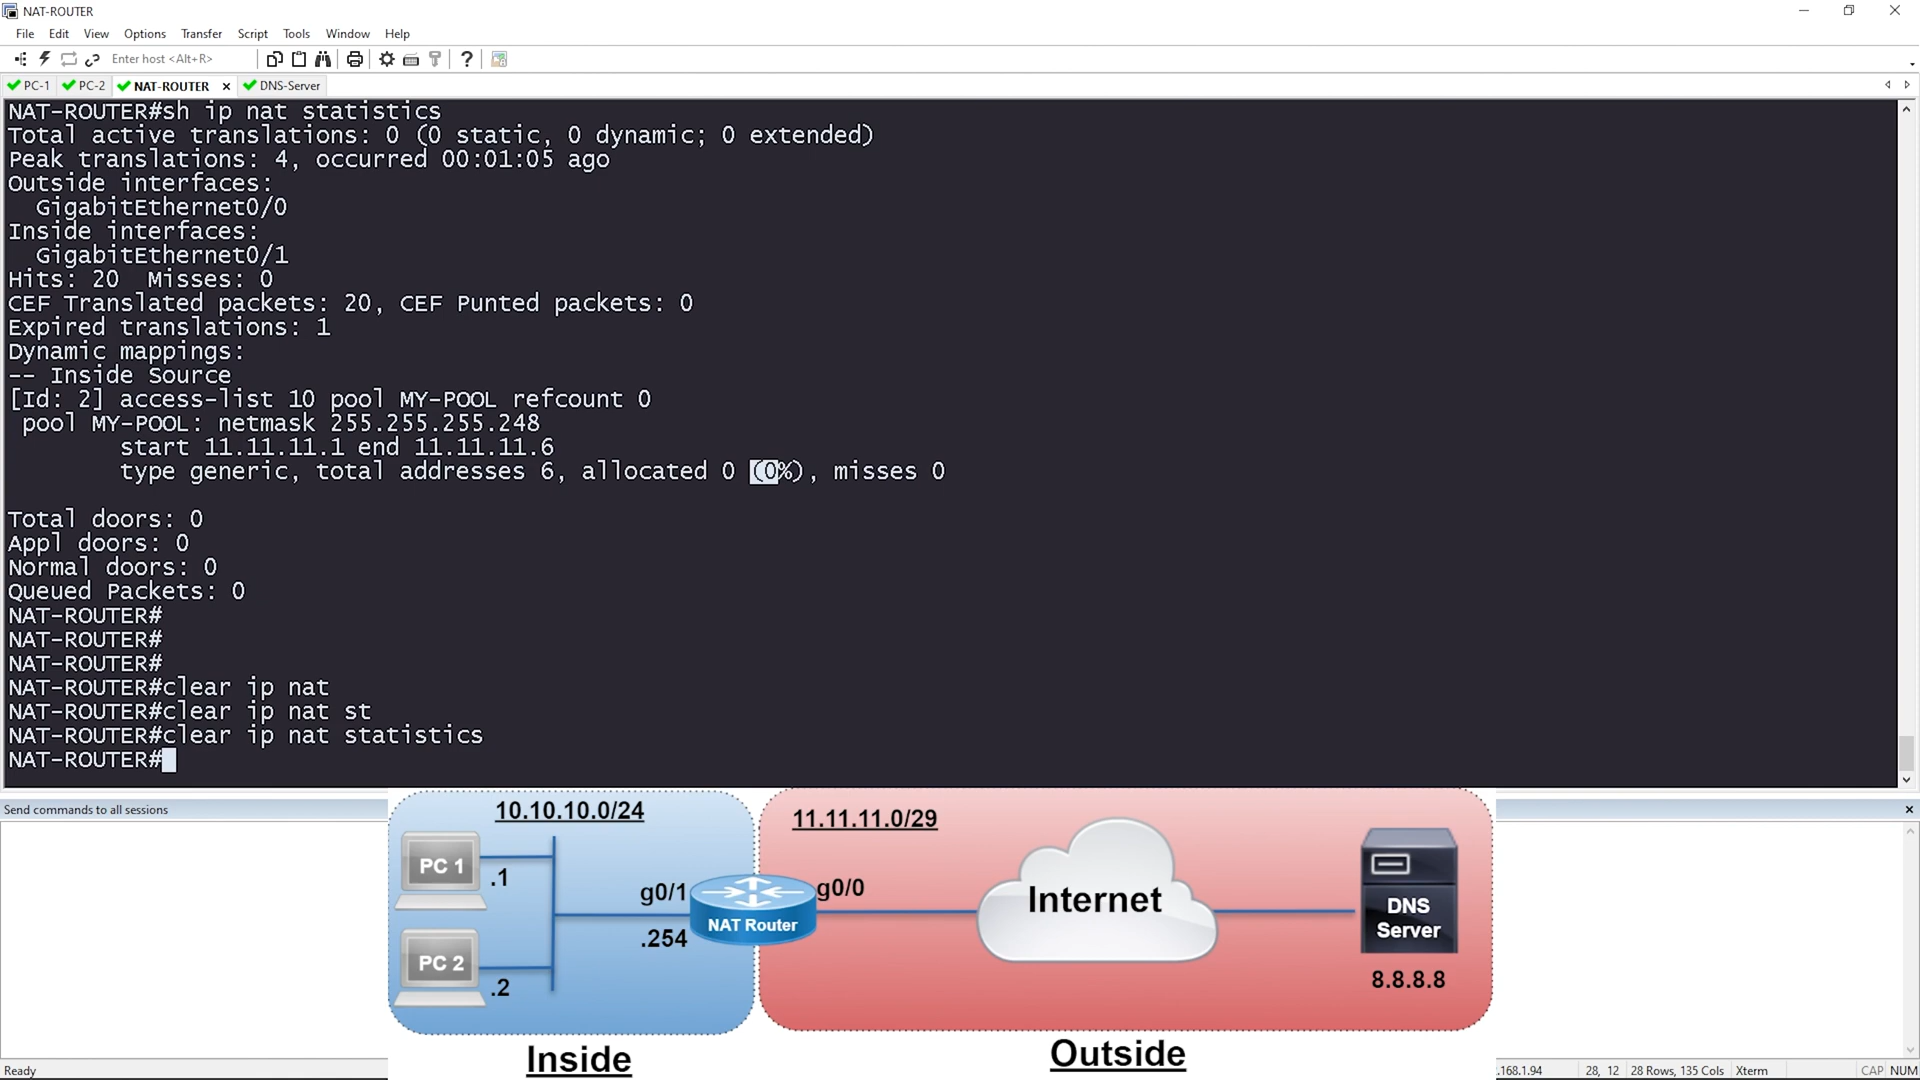 NAT-ROUTER
File Edit View Options Transfer Script Tools Window Help
Enter host <Alt+R>
PC-1 PC-2 NAT-ROUTER DNS-Server
NAT-ROUTER#sh ip nat statistics
Total active translations: 0 (0 static, 0 dynamic; 0 extended)
Peak translations: 4, occurred 00:01:05 ago
Outside interfaces:
GigabitEthernet0/0
Inside interfaces:
GigabitEthernet0/1
Hits: 20 Misses: 0
CEF Translated packets: 20, CEF Punted packets: 0
Expired translations: 1
Dynamic mappings:
-- Inside Source
[Id: 2] access-list 10 pool MY-POOL refcount 0
pool MY-POOL: netmask 255.255.255.248
start 11.11.11.1 end 11.11.11.6
type generic, total addresses 6, allocated 0 (0%), misses 0
Total doors: 0
Appl doors: 0
Normal doors: 0
Queued Packets: 0
NAT-ROUTER#
NAT-ROUTER#
NAT-ROUTER#
NAT-ROUTER#clear ip nat
NAT-ROUTER#clear ip nat st
NAT-ROUTER#clear ip nat statistics
NAT-ROUTER#
Send commands to all sessions
10.10.10.0/24
11.11.11.0/29
PC 1
.1
g0/1
g0/0
NAT Router
.254
Internet
DNS
Server
PC 2
.2
8.8.8.8
Inside
Outside
Ready
.168.1.94 28, 12 28 Rows, 135 Cols Xterm CAP NUM